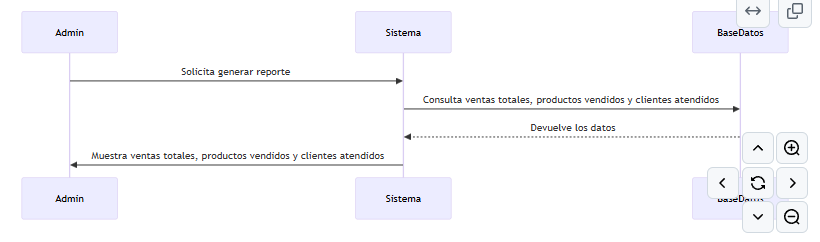 Admin
Sistema
BaseDatos
Solicita generar reporte
Consulta ventas totales, productos vendidos y clientes atendidos
Devuelve los datos
Muestra ventas totales, productos vendidos y clientes atendidos
Admin
Sistema
BaseDatos